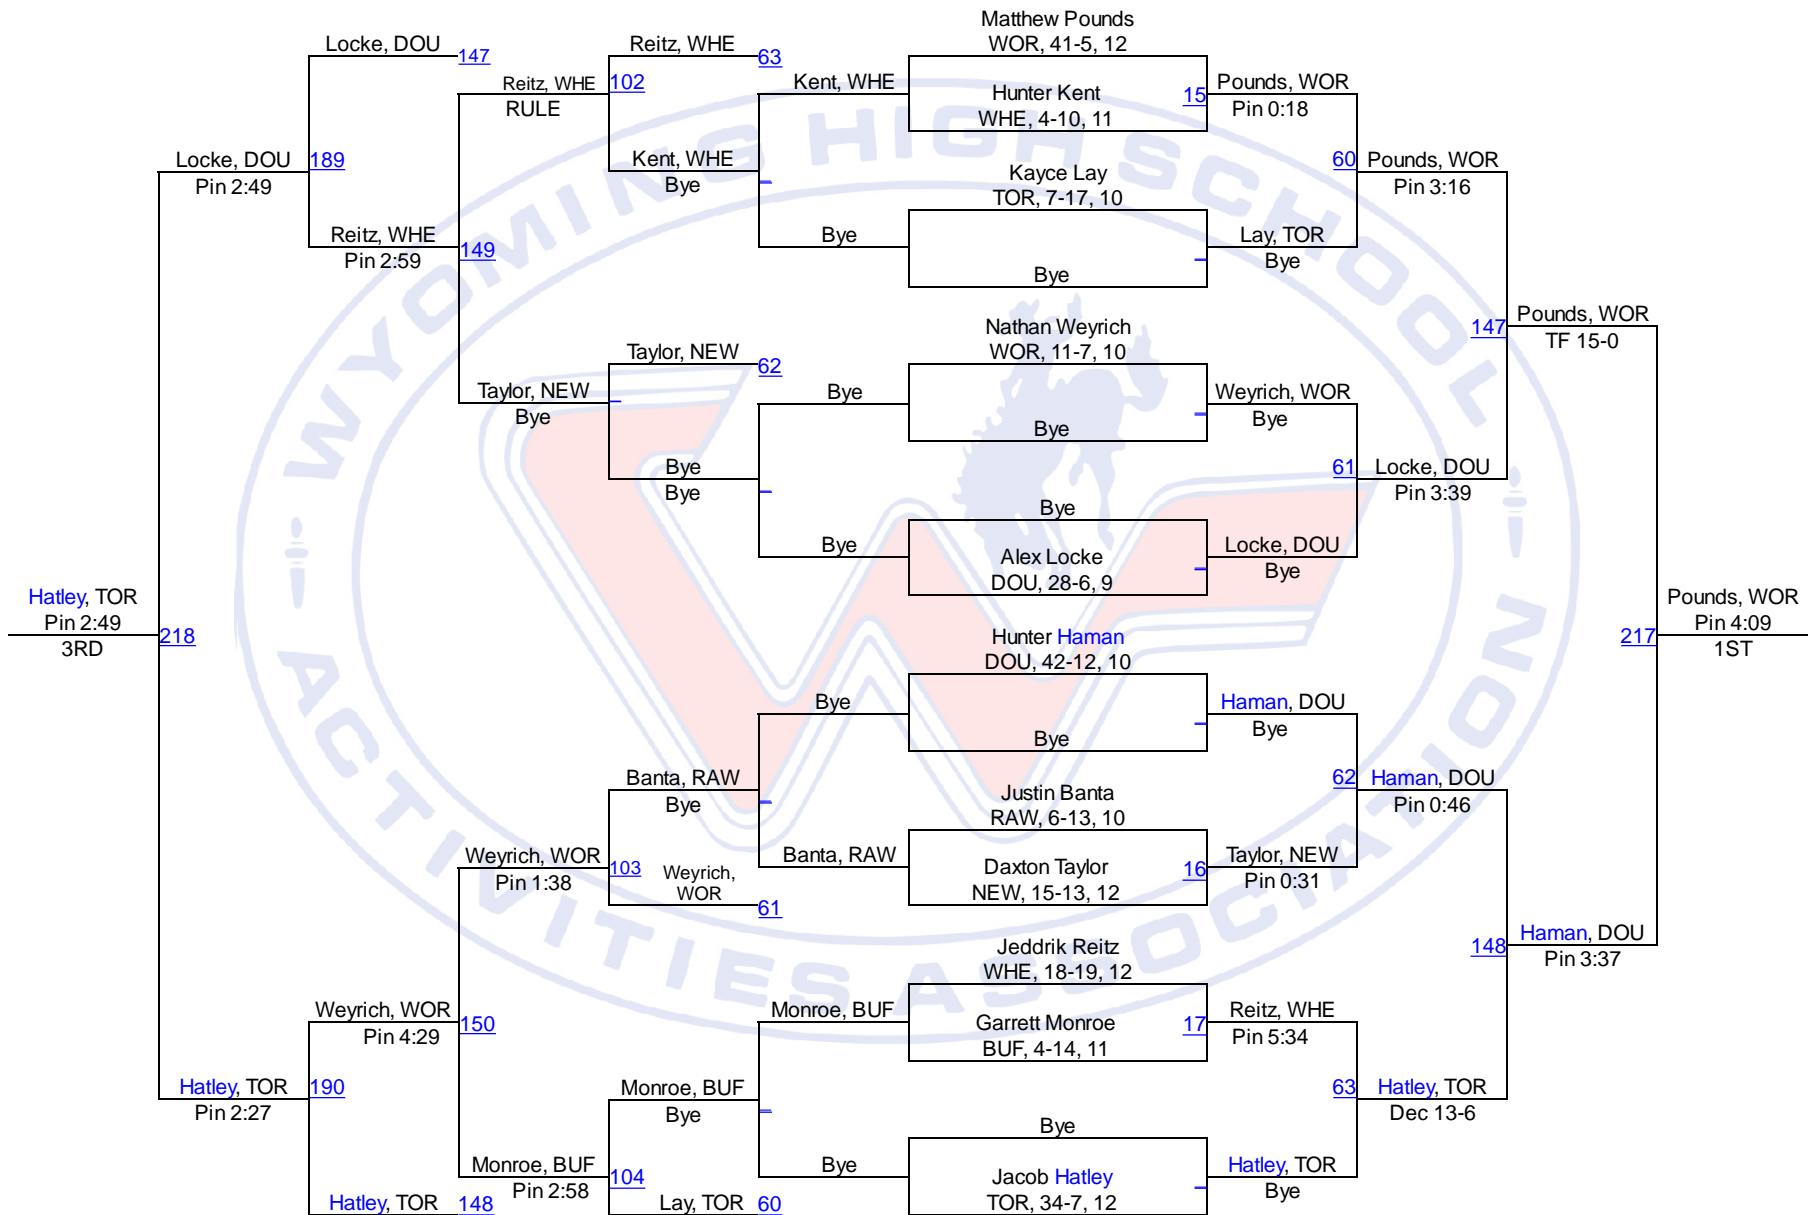 Matthew Pounds
WOR, 41-5, 12
Locke, DOU
147
Reitz, WHE
63
Reitz, WHE
102
RULE
Kent, WHE
Hunter Kent
WHE, 4-10, 11
15
Pounds, WOR
Pin 0:18
Locke, DOU
189
Pin 2:49
Kent, WHE
Bye
Kayce Lay
TOR, 7-17, 10
60
Pounds, WOR
Pin 3:16
Reitz, WHE
149
Pin 2:59
Bye
Bye
Lay, TOR
Bye
Nathan Weyrich
WOR, 11-7, 10
147
Pounds, WOR
TF 15-0
Taylor, NEW
62
Taylor, NEW
Bye
Bye
Bye
Weyrich, WOR
Bye
Bye
Bye
61
Locke, DOU
Pin 3:39
Bye
Bye
Alex Locke
DOU, 28-6, 9
Locke, DOU
Bye
Hatley, TOR
Pin 2:49
3RD
218
Hunter Haman
DOU, 42-12, 10
217
Pounds, WOR
Pin 4:09
1ST
Bye
Bye
Haman, DOU
Bye
Banta, RAW
Bye
Justin Banta
RAW, 6-13, 10
62
Haman, DOU
Pin 0:46
Weyrich, WOR
Pin 1:38
103
Weyrich,
WOR
61
Banta, RAW
Daxton Taylor
NEW, 15-13, 12
16
Taylor, NEW
Pin 0:31
Jeddrik Reitz
WHE, 18-19, 12
148
Haman, DOU
Pin 3:37
Weyrich, WOR
Pin 4:29
150
Monroe, BUF
Garrett Monroe
BUF, 4-14, 11
17
Reitz, WHE
Pin 5:34
Hatley, TOR
Pin 2:27
190
Monroe, BUF
Bye
63
Hatley, TOR
Dec 13-6
Bye
Monroe, BUF
Pin 2:58
104
Bye
Jacob Hatley
TOR, 34-7, 12
Hatley, TOR
Bye
Hatley, TOR
148
Lay, TOR
60
WYOMING HIGH SCHOOL
ACTIVITIES ASSOCIATION
W